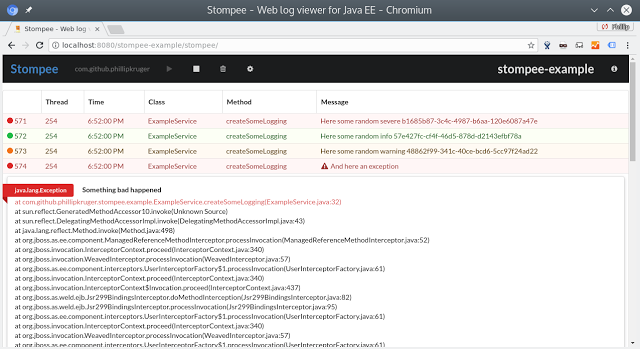 Stompee - Web log viewer for Java EE - Chromium
Stompee - Web log viewer
Phillip
localhost:8080/stompee-example/stompee/
Stompee com.github.phillipkruger stompee-example
Thread Time Class Method Message
571 254 6:52:00 PM ExampleService createSomeLogging Here some random severe b1685b87-3c4c-4987-b6aa-120e6087a47e
572 254 6:52:00 PM ExampleService createSomeLogging Here some random info 57e427fc-cf4f-46d5-878d-d2143efbf78a
573 254 6:52:00 PM ExampleService createSomeLogging Here some random warning 48862f99-341c-40ce-bcd6-5cc97f24ad22
574 254 6:52:00 PM ExampleService createSomeLogging And here an exception
java.lang.Exception Something bad happened
at com.github.phillipkruger.stompee.example.ExampleService.createSomeLogging(ExampleService.java:32)
at sun.reflect.GeneratedMethodAccessor10.invoke(Unknown Source)
at sun.reflect.DelegatingMethodAccessorImpl.invoke(DelegatingMethodAccessorImpl.java:43)
at java.lang.reflect.Method.invoke(Method.java:498)
at org.jboss.as.ee.component.ManagedReferenceMethodInterceptor.processInvocation(ManagedReferenceMethodInterceptor.java:52)
at org.jboss.invocation.InterceptorContext.proceed(InterceptorContext.java:340)
at org.jboss.invocation.WeavedInterceptor.processInvocation(WeavedInterceptor.java:57)
at org.jboss.as.ee.component.interceptors.UserInterceptorFactory$1.processInvocation(UserInterceptorFactory.java:61)
at org.jboss.invocation.InterceptorContext.proceed(InterceptorContext.java:340)
at org.jboss.invocation.InterceptorContext$Invocation.proceed(InterceptorContext.java:437)
at org.jboss.as.weld.ejb.Jsr299BindingsInterceptor.doMethodInterception(Jsr299BindingsInterceptor.java:82)
at org.jboss.as.weld.ejb.Jsr299BindingsInterceptor.processInvocation(Jsr299BindingsInterceptor.java:95)
at org.jboss.as.ee.component.interceptors.UserInterceptorFactory$1.processInvocation(UserInterceptorFactory.java:61)
at org.jboss.invocation.InterceptorContext.proceed(InterceptorContext.java:340)
at org.jboss.invocation.WeavedInterceptor.processInvocation(WeavedInterceptor.java:57)
at org.jboss.as.ee.component.interceptors.UserInterceptorFactory$1.processInvocation(UserInterceptorFactory.java:61)